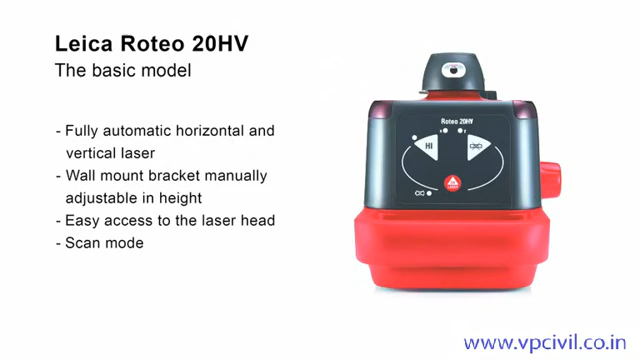 Leica Roteo 20HV
The basic model
- Fully automatic horizontal and
vertical laser
- Wall mount bracket manually
adjustable in height
- Easy access to the laser head
- Scan mode
Roteo 20HV
HI
www.vpcivil.co.in